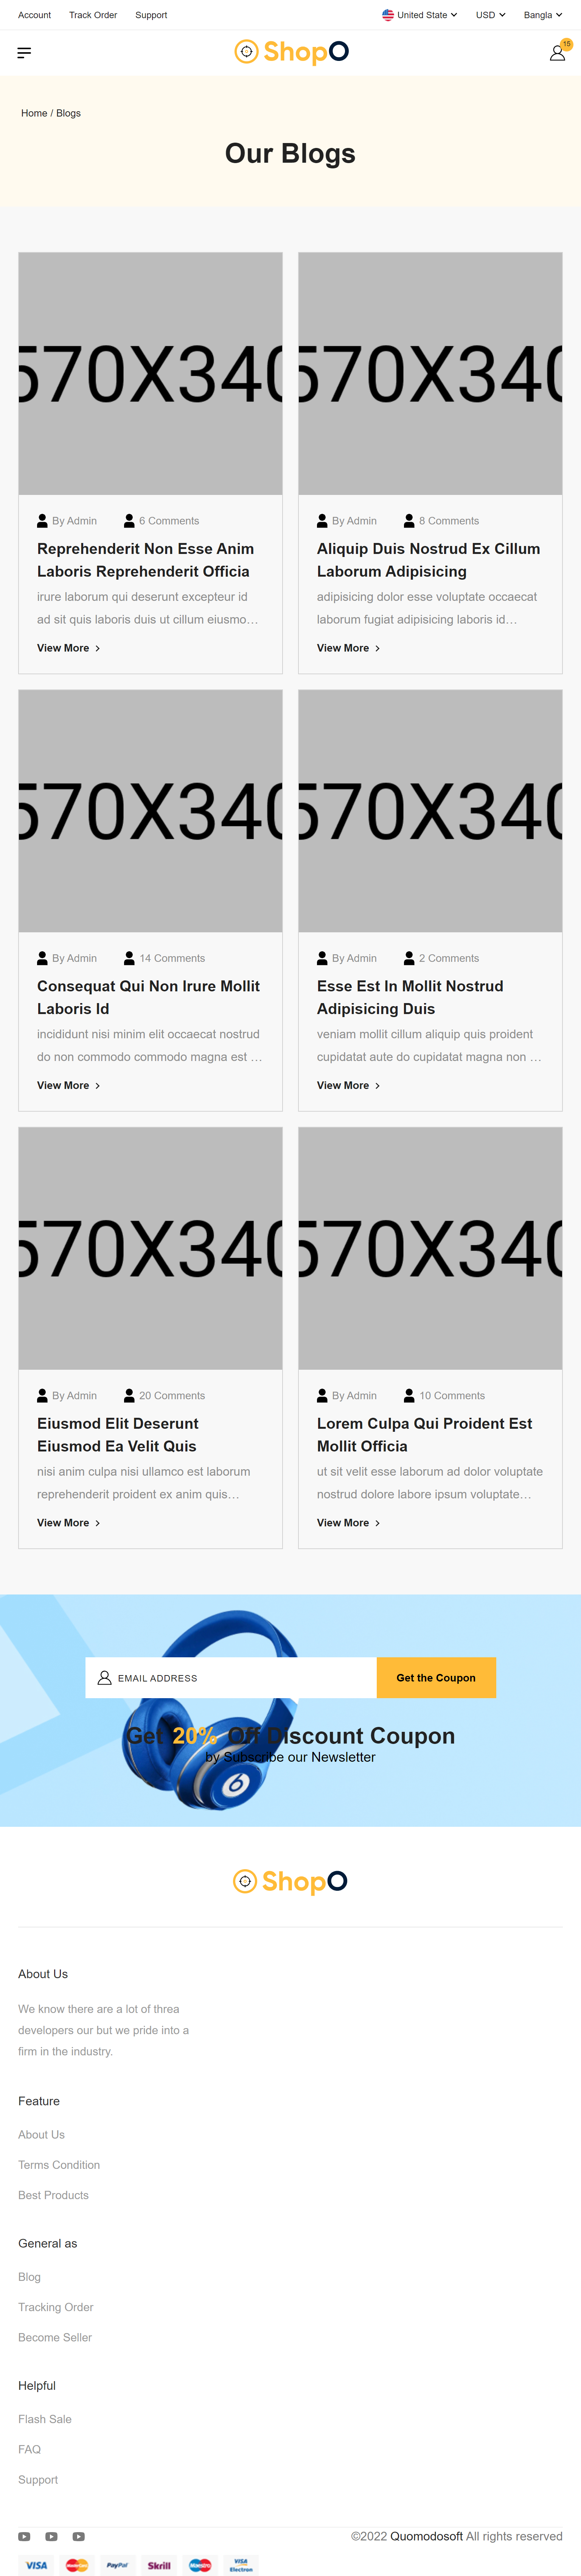 Account Track Order Support United State USD Bangla
ShopO 15
Home / Blogs
Our Blogs
570X340 570X340
By Admin 6 Comments
Reprehenderit Non Esse Anim
Laboris Reprehenderit Officia
irure laborum qui deserunt excepteur id
ad sit quis laboris duis ut cillum eiusmo…
View More
By Admin 8 Comments
Aliquip Duis Nostrud Ex Cillum
Laborum Adipisicing
adipisicing dolor esse voluptate occaecat
laborum fugiat adipisicing laboris id…
View More
570X340 570X340
By Admin 14 Comments
Consequat Qui Non Irure Mollit
Laboris Id
incididunt nisi minim elit occaecat nostrud
do non commodo commodo magna est …
View More
By Admin 2 Comments
Esse Est In Mollit Nostrud
Adipisicing Duis
veniam mollit cillum aliquip quis proident
cupidatat aute do cupidatat magna non …
View More
570X340 570X340
By Admin 20 Comments
Eiusmod Elit Deserunt
Eiusmod Ea Velit Quis
nisi anim culpa nisi ullamco est laborum
reprehenderit proident ex anim quis…
View More
By Admin 10 Comments
Lorem Culpa Qui Proident Est
Mollit Officia
ut sit velit esse laborum ad dolor voluptate
nostrud dolore labore ipsum voluptate…
View More
EMAIL ADDRESS Get the Coupon
Get 20% Off Discount Coupon
by Subscribe our Newsletter
ShopO
About Us
We know there are a lot of threa
developers our but we pride into a
firm in the industry.
Feature
About Us
Terms Condition
Best Products
General as
Blog
Tracking Order
Become Seller
Helpful
Flash Sale
FAQ
Support
©2022 Quomodosoft All rights reserved
VISA MasterCard PayPal Skrill Maestro VISA Electron